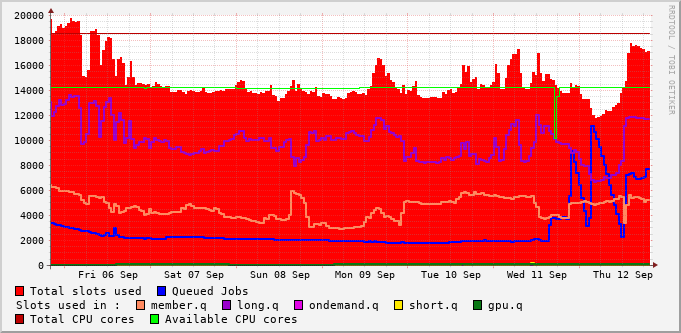 20000
18000
16000
14000
12000
10000
8000
6000
4000
2000
0
Fri 06 Sep Sat 07 Sep Sun 08 Sep Mon 09 Sep Tue 10 Sep Wed 11 Sep Thu 12 Sep
RRDTOOL / TOBI OETIKER
Total slots used Queued Jobs
Slots used in : member.q long.q ondemand.q short.q gpu.q
Total CPU cores Available CPU cores